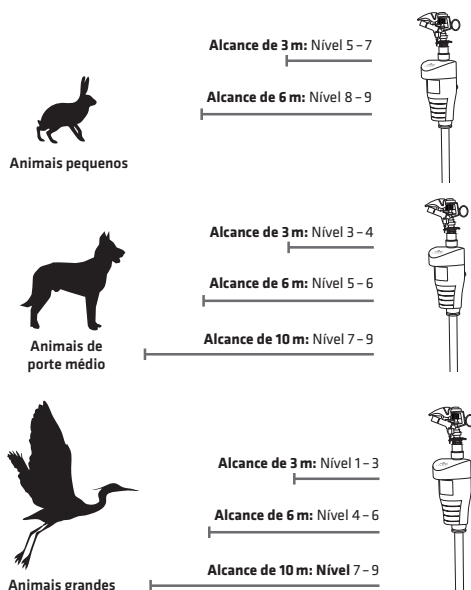 Alcance de 3 m: Nível 5 – 7
Alcance de 6 m: Nível 8 – 9
Animais pequenos
Alcance de 3 m: Nível 3 – 4
Alcance de 6 m: Nível 5 – 6
Alcance de 10 m: Nível 7 – 9
Animais de
porte médio
Alcance de 3 m: Nível 1 – 3
Alcance de 6 m: Nível 4 – 6
Alcance de 10 m: Nível 7 – 9
Animais grandes